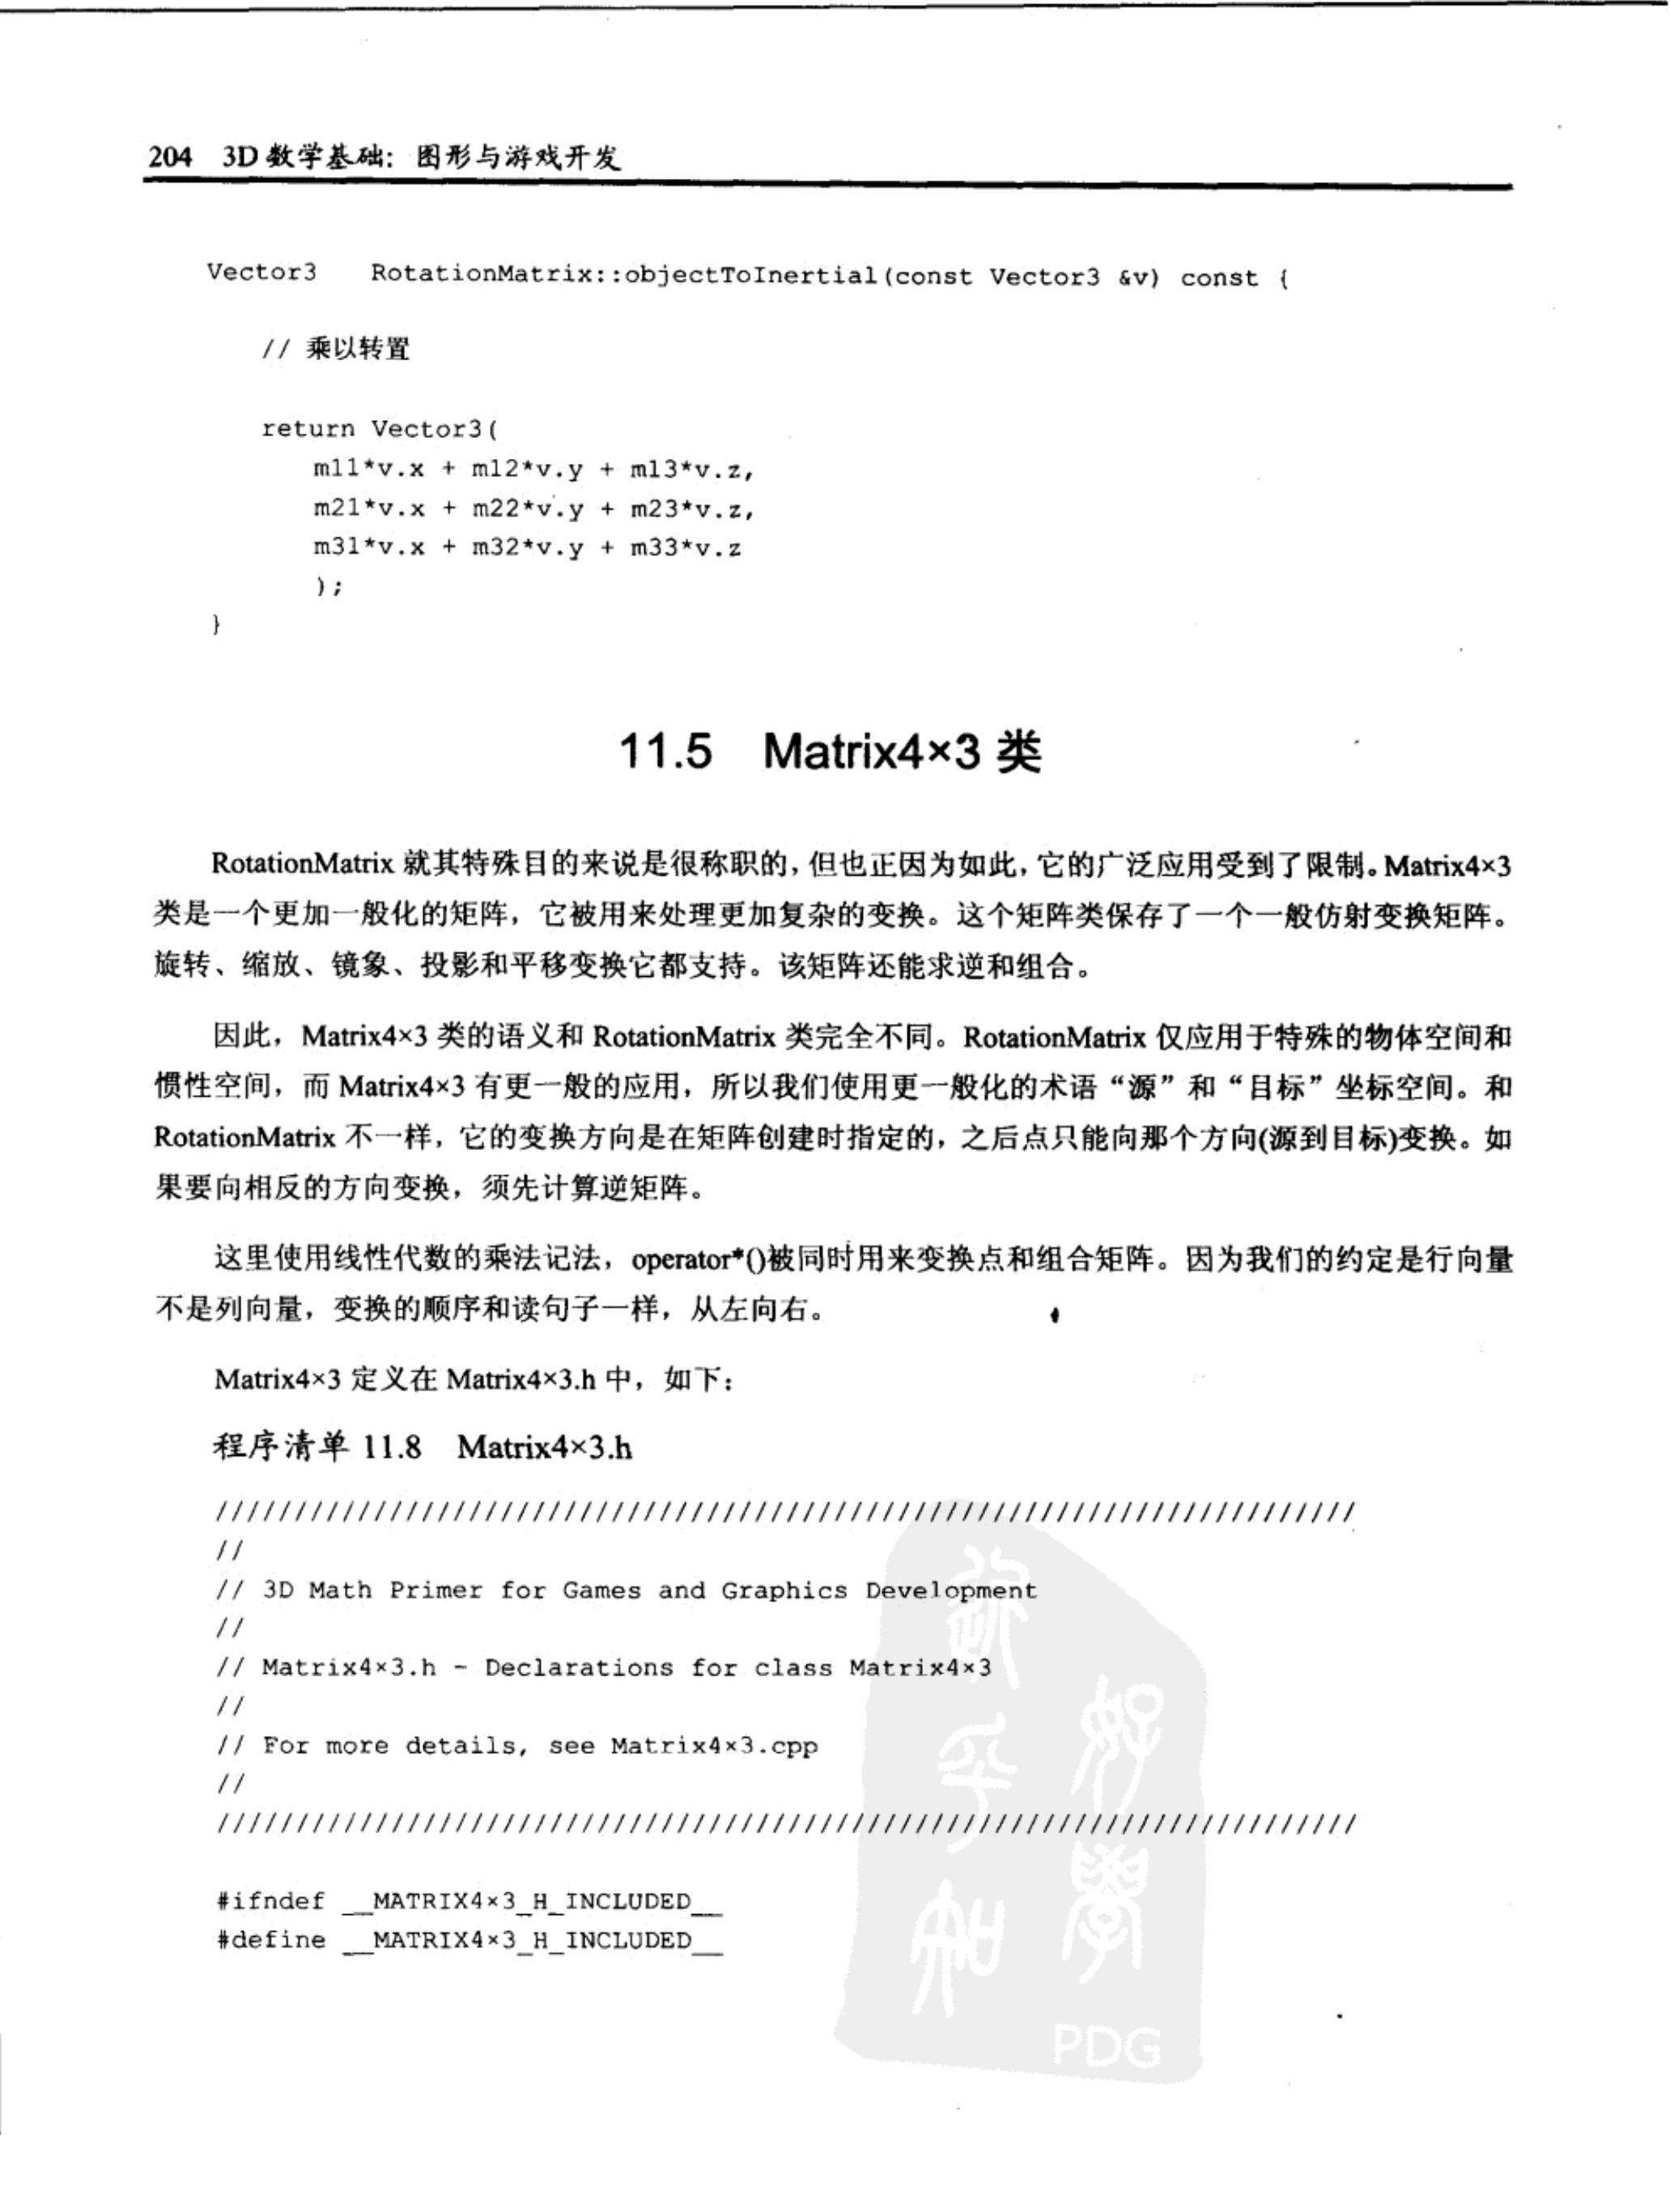 204 3D 数学基础：图形与游戏开发
Vector3 RotationMatrix::objectToInertial(const Vector3 &v) const {
// 乘以转置
return Vector3(
m11*v.x + m12*v.y + m13*v.z,
m21*v.x + m22*v.y + m23*v.z,
m31*v.x + m32*v.y + m33*v.z
);
}
11.5 Matrix4×3 类
RotationMatrix 就其特殊目的来说是很称职的，但也正因为如此，它的广泛应用受到了限制。Matrix4×3
类是一个更加一般化的矩阵，它被用来处理更加复杂的变换。这个矩阵类保存了一个一般仿射变换矩阵。
旋转、缩放、镜象、投影和平移变换它都支持。该矩阵还能求逆和组合。
因此，Matrix4×3 类的语义和 RotationMatrix 类完全不同。RotationMatrix 仅应用于特殊的物体空间和
惯性空间，而 Matrix4×3 有更一般的应用，所以我们使用更一般化的术语“源”和“目标”坐标空间。和
RotationMatrix 不一样，它的变换方向是在矩阵创建时指定的，之后点只能向那个方向(源到目标)变换。如
果要向相反的方向变换，须先计算逆矩阵。
这里使用线性代数的乘法记法，operator*()被同时用来变换点和组合矩阵。因为我们的约定是行向量
不是列向量，变换的顺序和读句子一样，从左向右。
Matrix4×3 定义在 Matrix4×3.h 中，如下：
程序清单 11.8 Matrix4×3.h
////////////////////////////////////////////////////////////////////////
//
// 3D Math Primer for Games and Graphics Development
//
// Matrix4×3.h - Declarations for class Matrix4×3
//
// For more details, see Matrix4×3.cpp
//
////////////////////////////////////////////////////////////////////////
#ifndef __MATRIX4×3_H_INCLUDED__
#define __MATRIX4×3_H_INCLUDED__
PDG